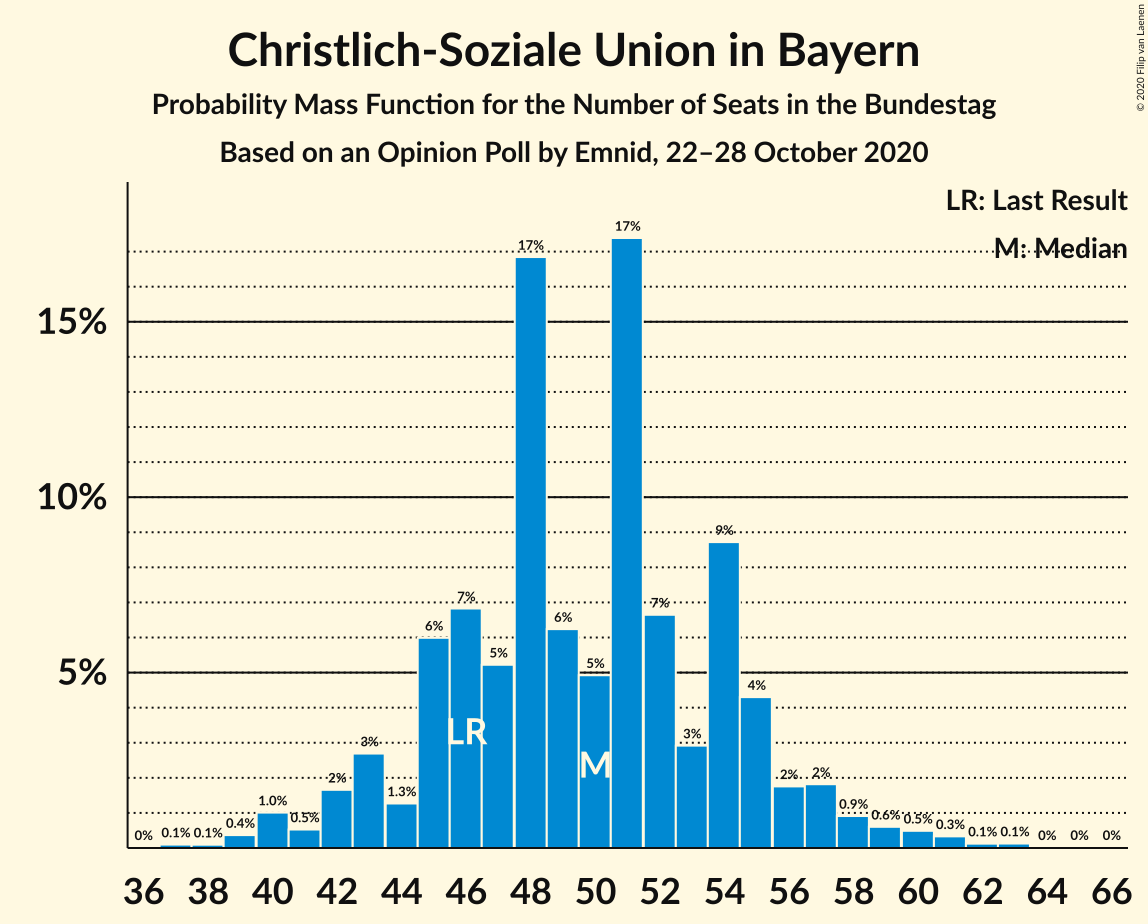 Christlich-Soziale Union in Bayern
Probability Mass Function for the Number of Seats in the Bundestag
Based on an Opinion Poll by Emnid, 22–28 October 2020
© 2020 Filip van Laenen
LR: Last Result
M: Median
15%
10%
5%
0% 0.1% 0.1% 0.4% 1.0% 0.5% 2% 3% 1.3% 6% 7% 5% 17% 6% 5% 17% 7% 3% 9% 4% 2% 2% 0.9% 0.6% 0.5% 0.3% 0.1% 0.1% 0% 0% 0%
LR
M
36 38 40 42 44 46 48 50 52 54 56 58 60 62 64 66